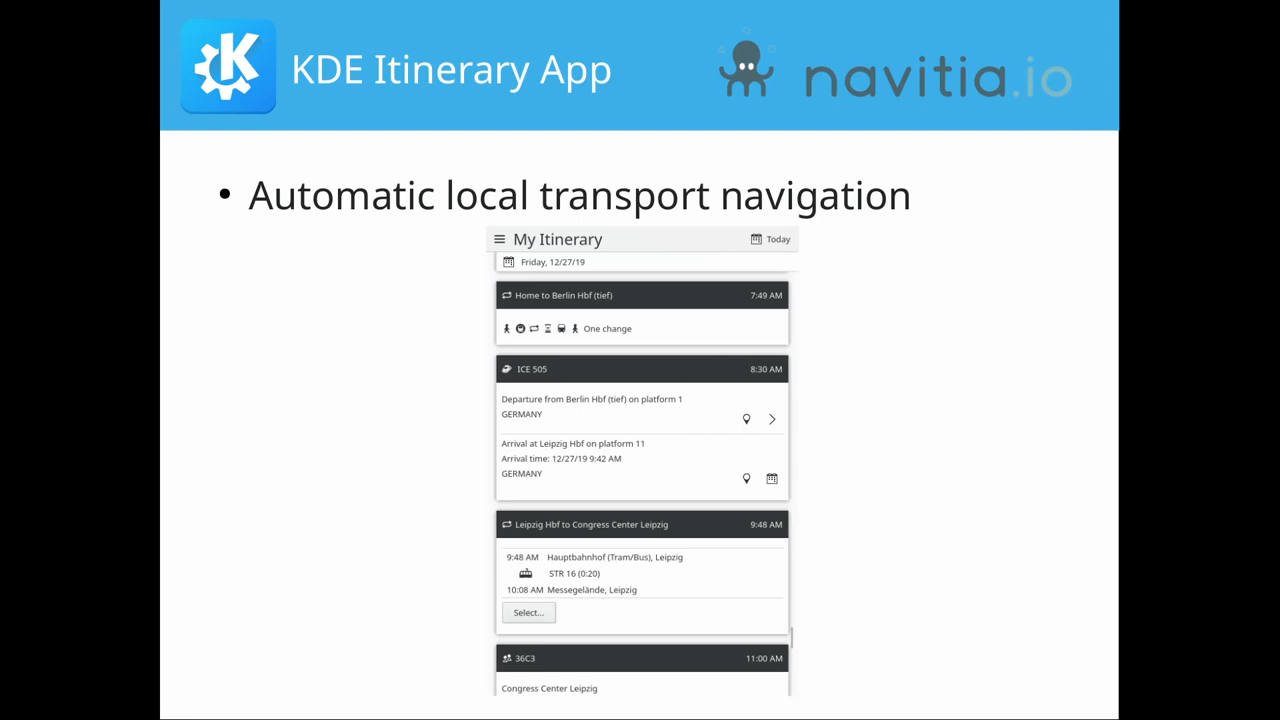 KDE Itinerary App
navitia.io
• Automatic local transport navigation
My Itinerary
Today
Friday, 12/27/19
Home to Berlin Hbf (tief) 7:49 AM
One change
ICE 505 8:30 AM
Departure from Berlin Hbf (tief) on platform 1
GERMANY
Arrival at Leipzig Hbf on platform 11
Arrival time: 12/27/19 9:42 AM
GERMANY
Leipzig Hbf to Congress Center Leipzig 9:48 AM
9:48 AM Hauptbahnhof (Tram/Bus), Leipzig
STR 16 (0:20)
10:08 AM Messegelände, Leipzig
Select...
36C3 11:00 AM
Congress Center Leipzig